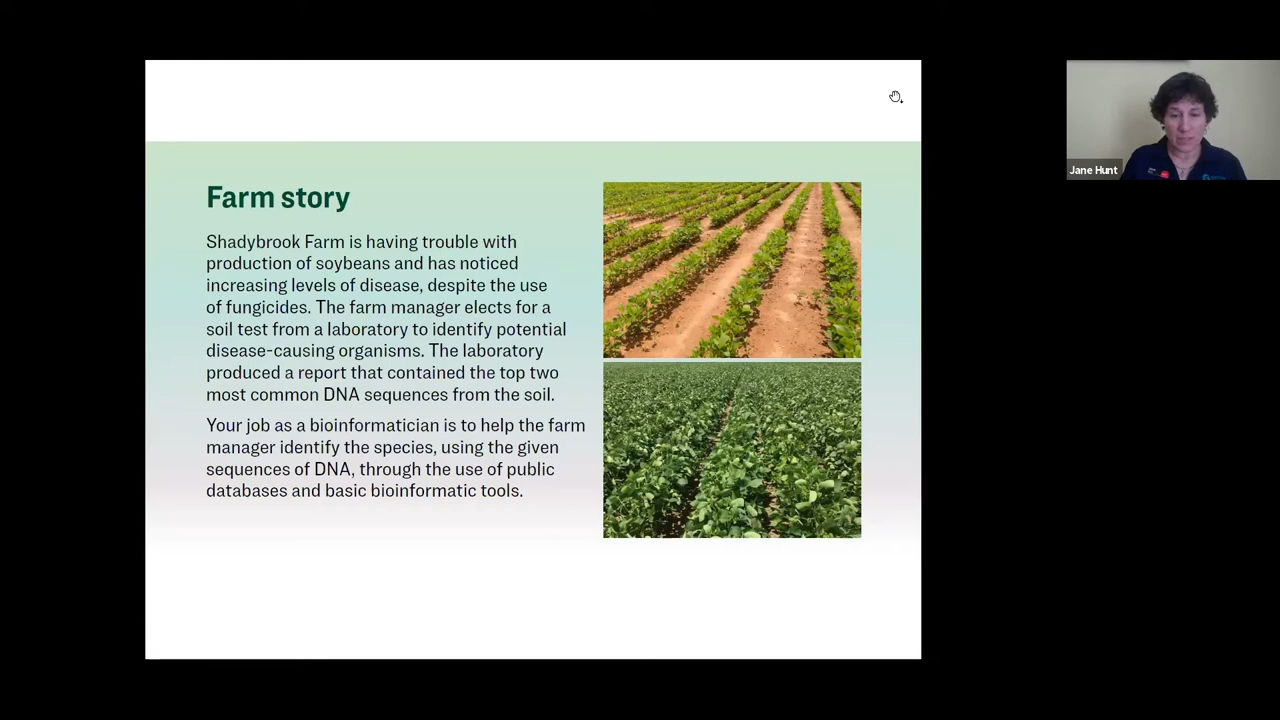 Farm story
Shadybrook Farm is having trouble with
production of soybeans and has noticed
increasing levels of disease, despite the use
of fungicides. The farm manager elects for a
soil test from a laboratory to identify potential
disease-causing organisms. The laboratory
produced a report that contained the top two
most common DNA sequences from the soil.
Your job as a bioinformatician is to help the farm
manager identify the species, using the given
sequences of DNA, through the use of public
databases and basic bioinformatic tools.
Jane Hunt